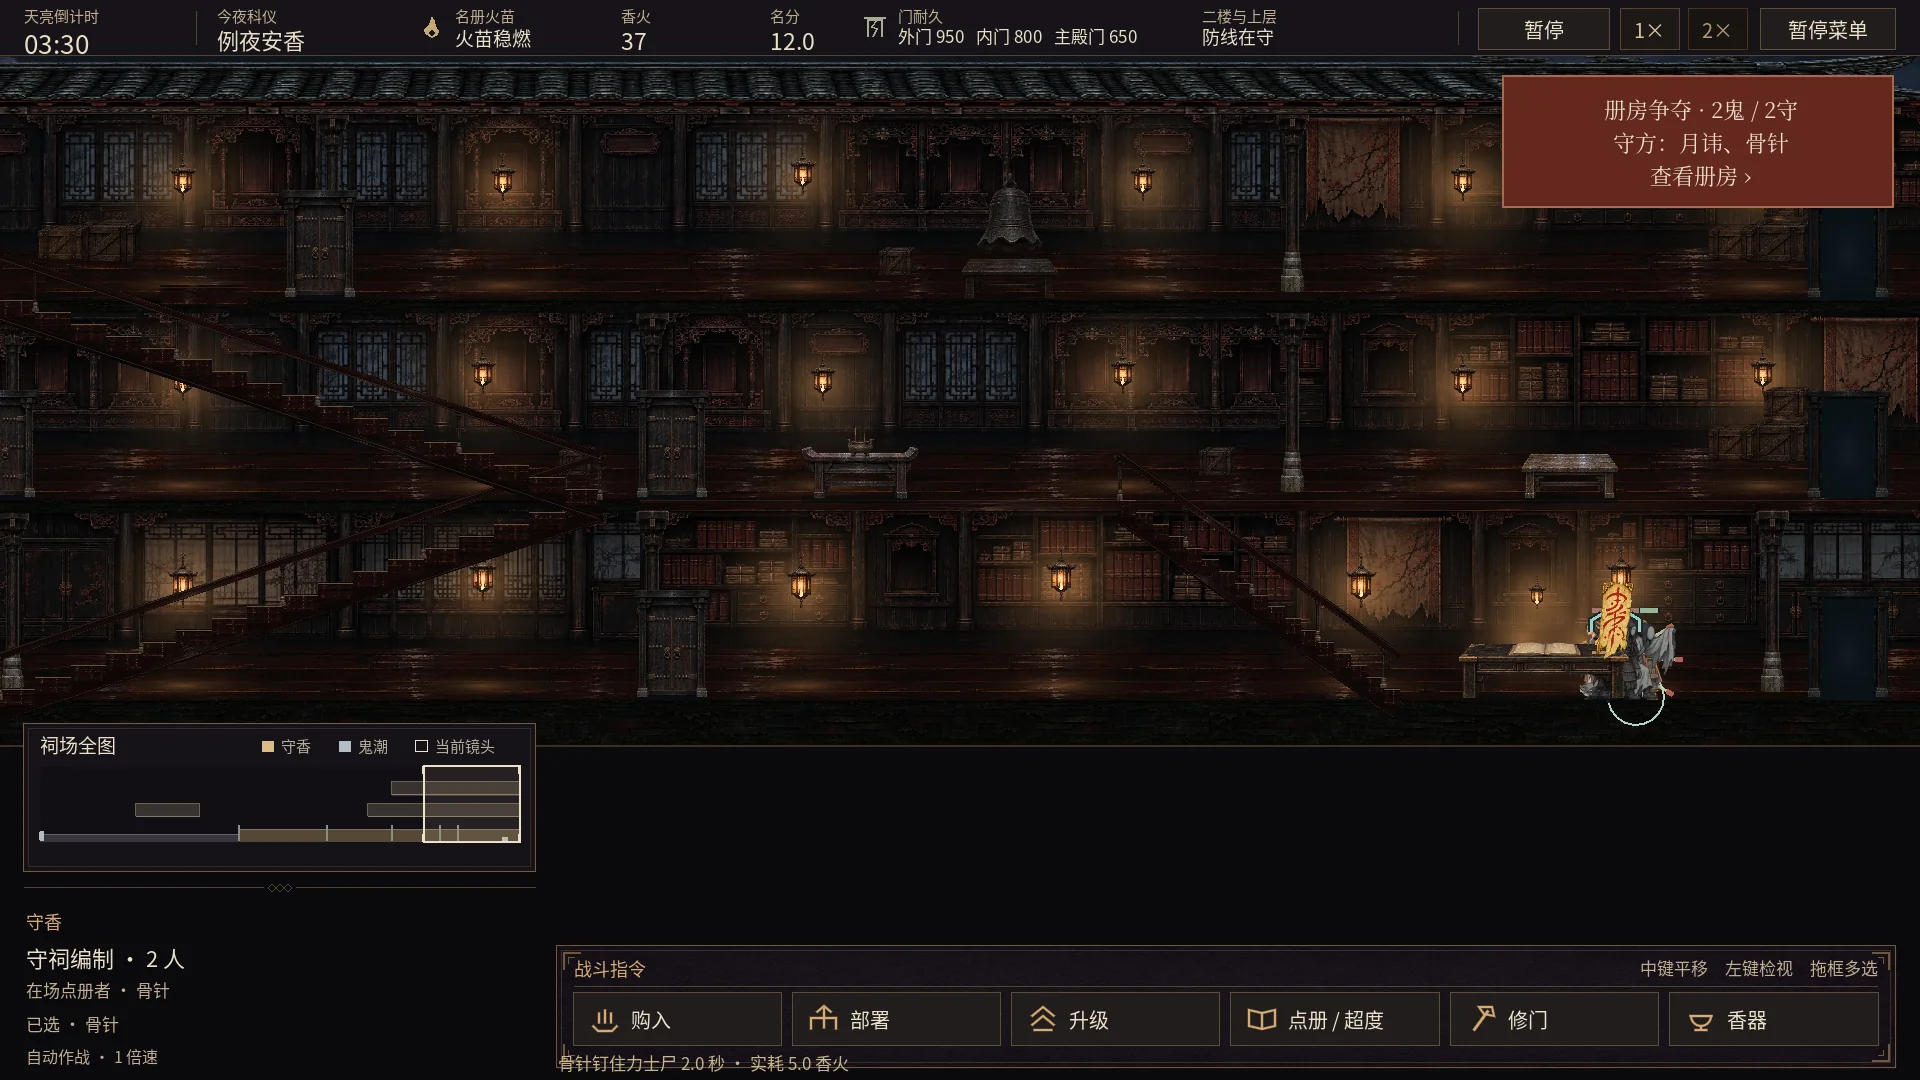 天亮倒计时
03:30
今夜科仪
例夜安香
名册火苗
火苗稳燃
香火
37
名分
12.0
门耐久
外门 950 内门 800 主殿门 650
二楼与上层
防线在守
暂停
1×
2×
暂停菜单
册房争夺 · 2鬼 / 2守
守方：月讳、骨针
查看册房 ›
祠场全图
守香
鬼潮
当前镜头
守香
守祠编制 · 2 人
在场点册者 · 骨针
已选 · 骨针
自动作战 · 1 倍速
战斗指令
中键平移 左键检视 拖框多选
购入
部署
升级
点册 / 超度
修门
香器
骨针钉住力士尸 2.0 秒 · 实耗 5.0 香火